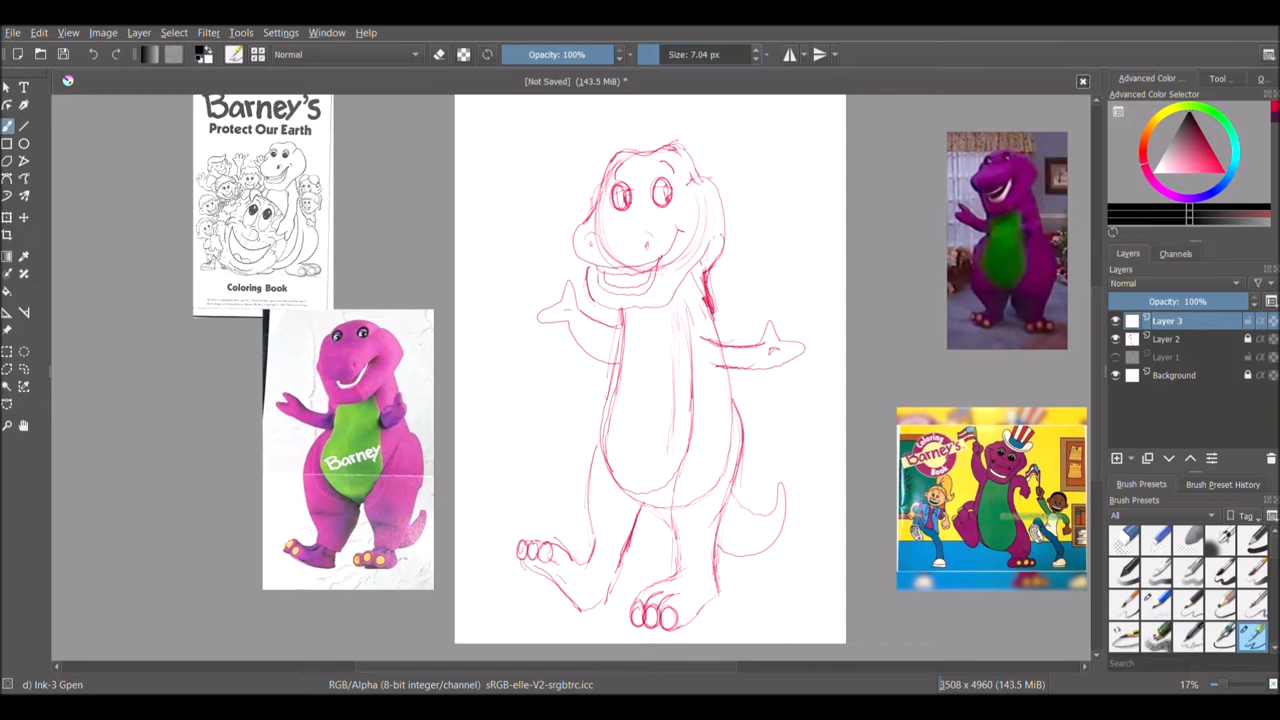 File Edit View Image Layer Select Filter Tools Settings Window Help
Normal
Opacity: 100%
Size: 7.04 px
[Not Saved] (143.5 MiB) *
Advanced Color ...
Tool ...
O...
Advanced Color Selector
Layers
Channels
Layers
Normal
Opacity: 100%
Layer 3
Layer 2
Layer 1
Background
Brush Presets
Brush Preset History
Brush Presets
All
Tag
Search
Barney's
Protect Our Earth
Coloring Book
Barney
Coloring
Barney's
Book
d) Ink-3 Gpen
RGB/Alpha (8-bit integer/channel) sRGB-elle-V2-srgbtrc.icc
3508 x 4960 (143.5 MiB)
17%